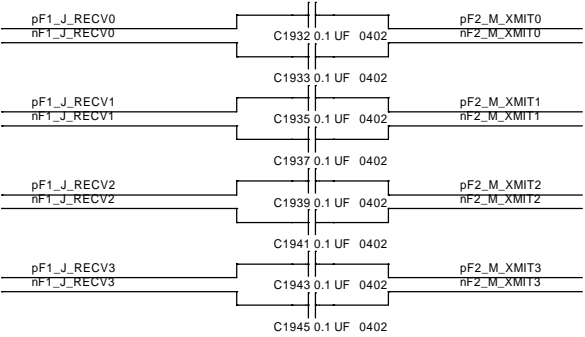 pF1_J_RECV0 pF2_M_XMIT0
nF1_J_RECV0 C1932 0.1 UF 0402 nF2_M_XMIT0
C1933 0.1 UF 0402
pF1_J_RECV1 pF2_M_XMIT1
nF1_J_RECV1 C1935 0.1 UF 0402 nF2_M_XMIT1
C1937 0.1 UF 0402
pF1_J_RECV2 pF2_M_XMIT2
nF1_J_RECV2 C1939 0.1 UF 0402 nF2_M_XMIT2
C1941 0.1 UF 0402
pF1_J_RECV3 pF2_M_XMIT3
nF1_J_RECV3 C1943 0.1 UF 0402 nF2_M_XMIT3
C1945 0.1 UF 0402